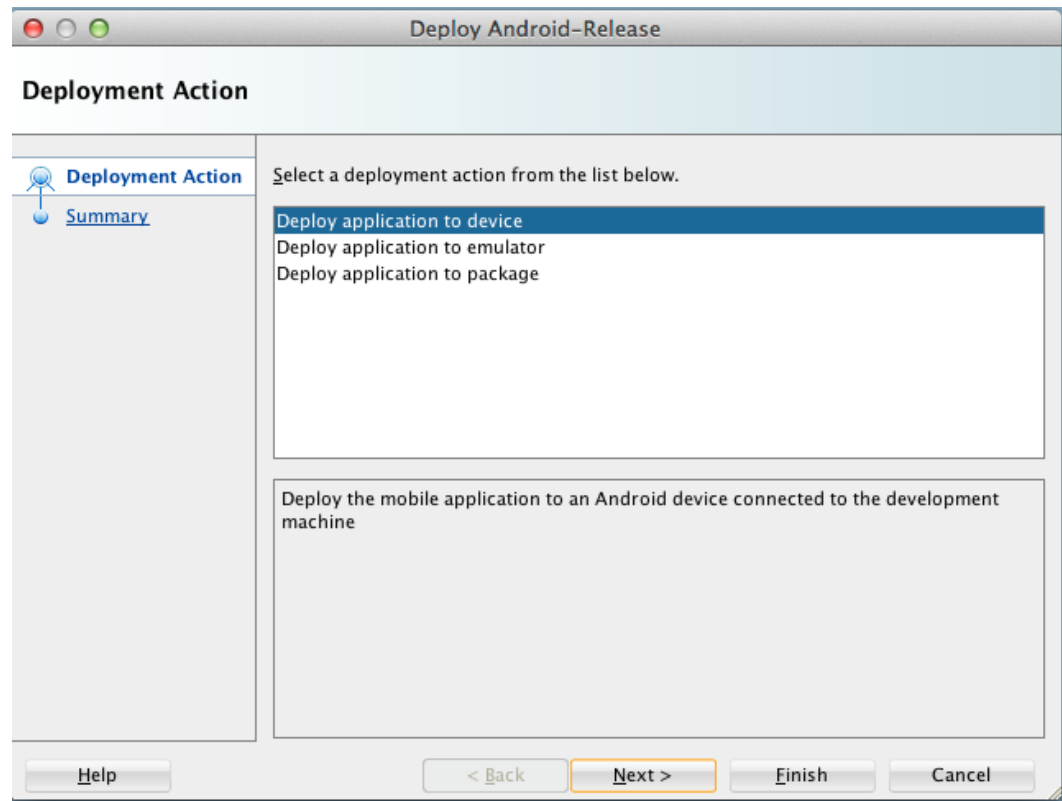 Deploy Android-Release
Deployment Action
Deployment Action
Summary
Select a deployment action from the list below.
Deploy application to device
Deploy application to emulator
Deploy application to package
Deploy the mobile application to an Android device connected to the development
machine
Help
< Back
Next >
Finish
Cancel